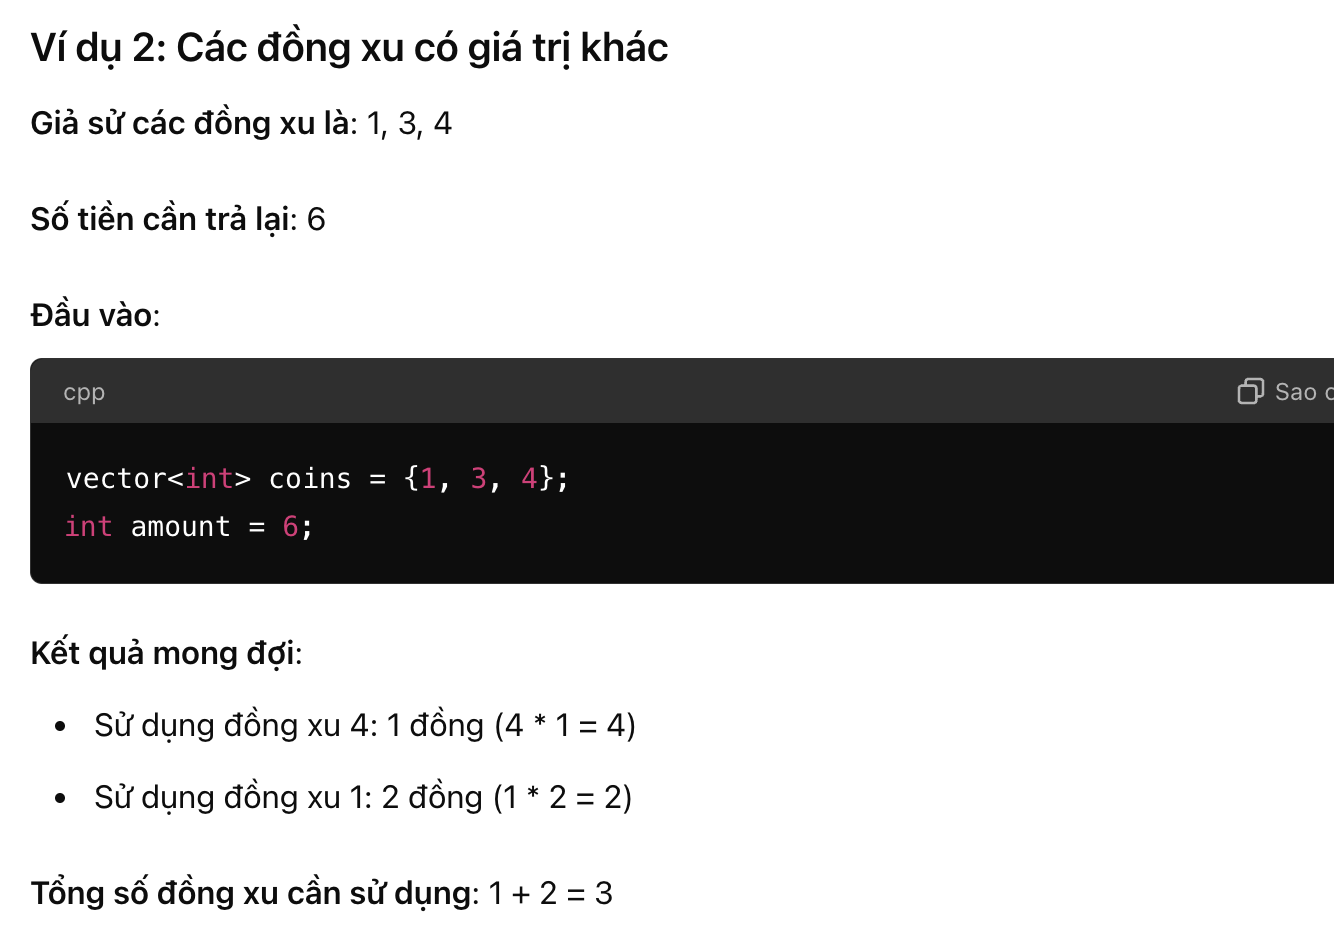 Ví dụ 2: Các đồng xu có giá trị khác
Giả sử các đồng xu là: 1, 3, 4
Số tiền cần trả lại: 6
Đầu vào:
cpp
Sao
vector<int> coins = {1, 3, 4};
int amount = 6;
Kết quả mong đợi:
• Sử dụng đồng xu 4: 1 đồng (4 * 1 = 4)
• Sử dụng đồng xu 1: 2 đồng (1 * 2 = 2)
Tổng số đồng xu cần sử dụng: 1 + 2 = 3